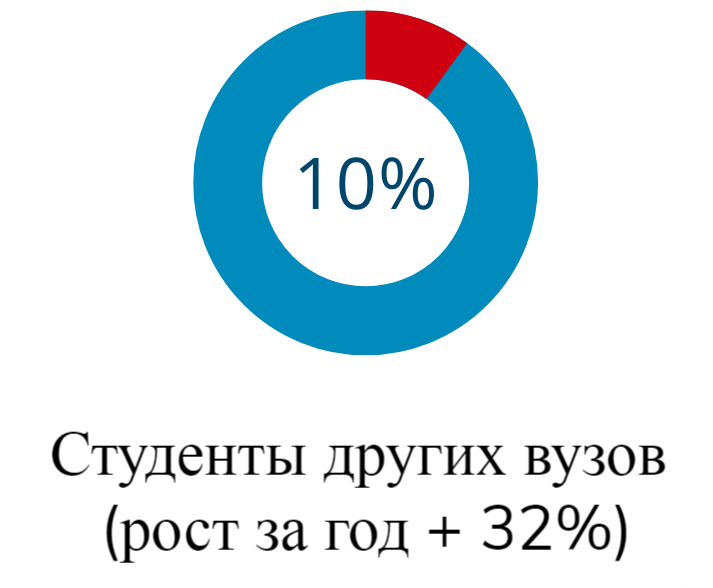 10%
Студенты других вузов
(рост за год + 32%)